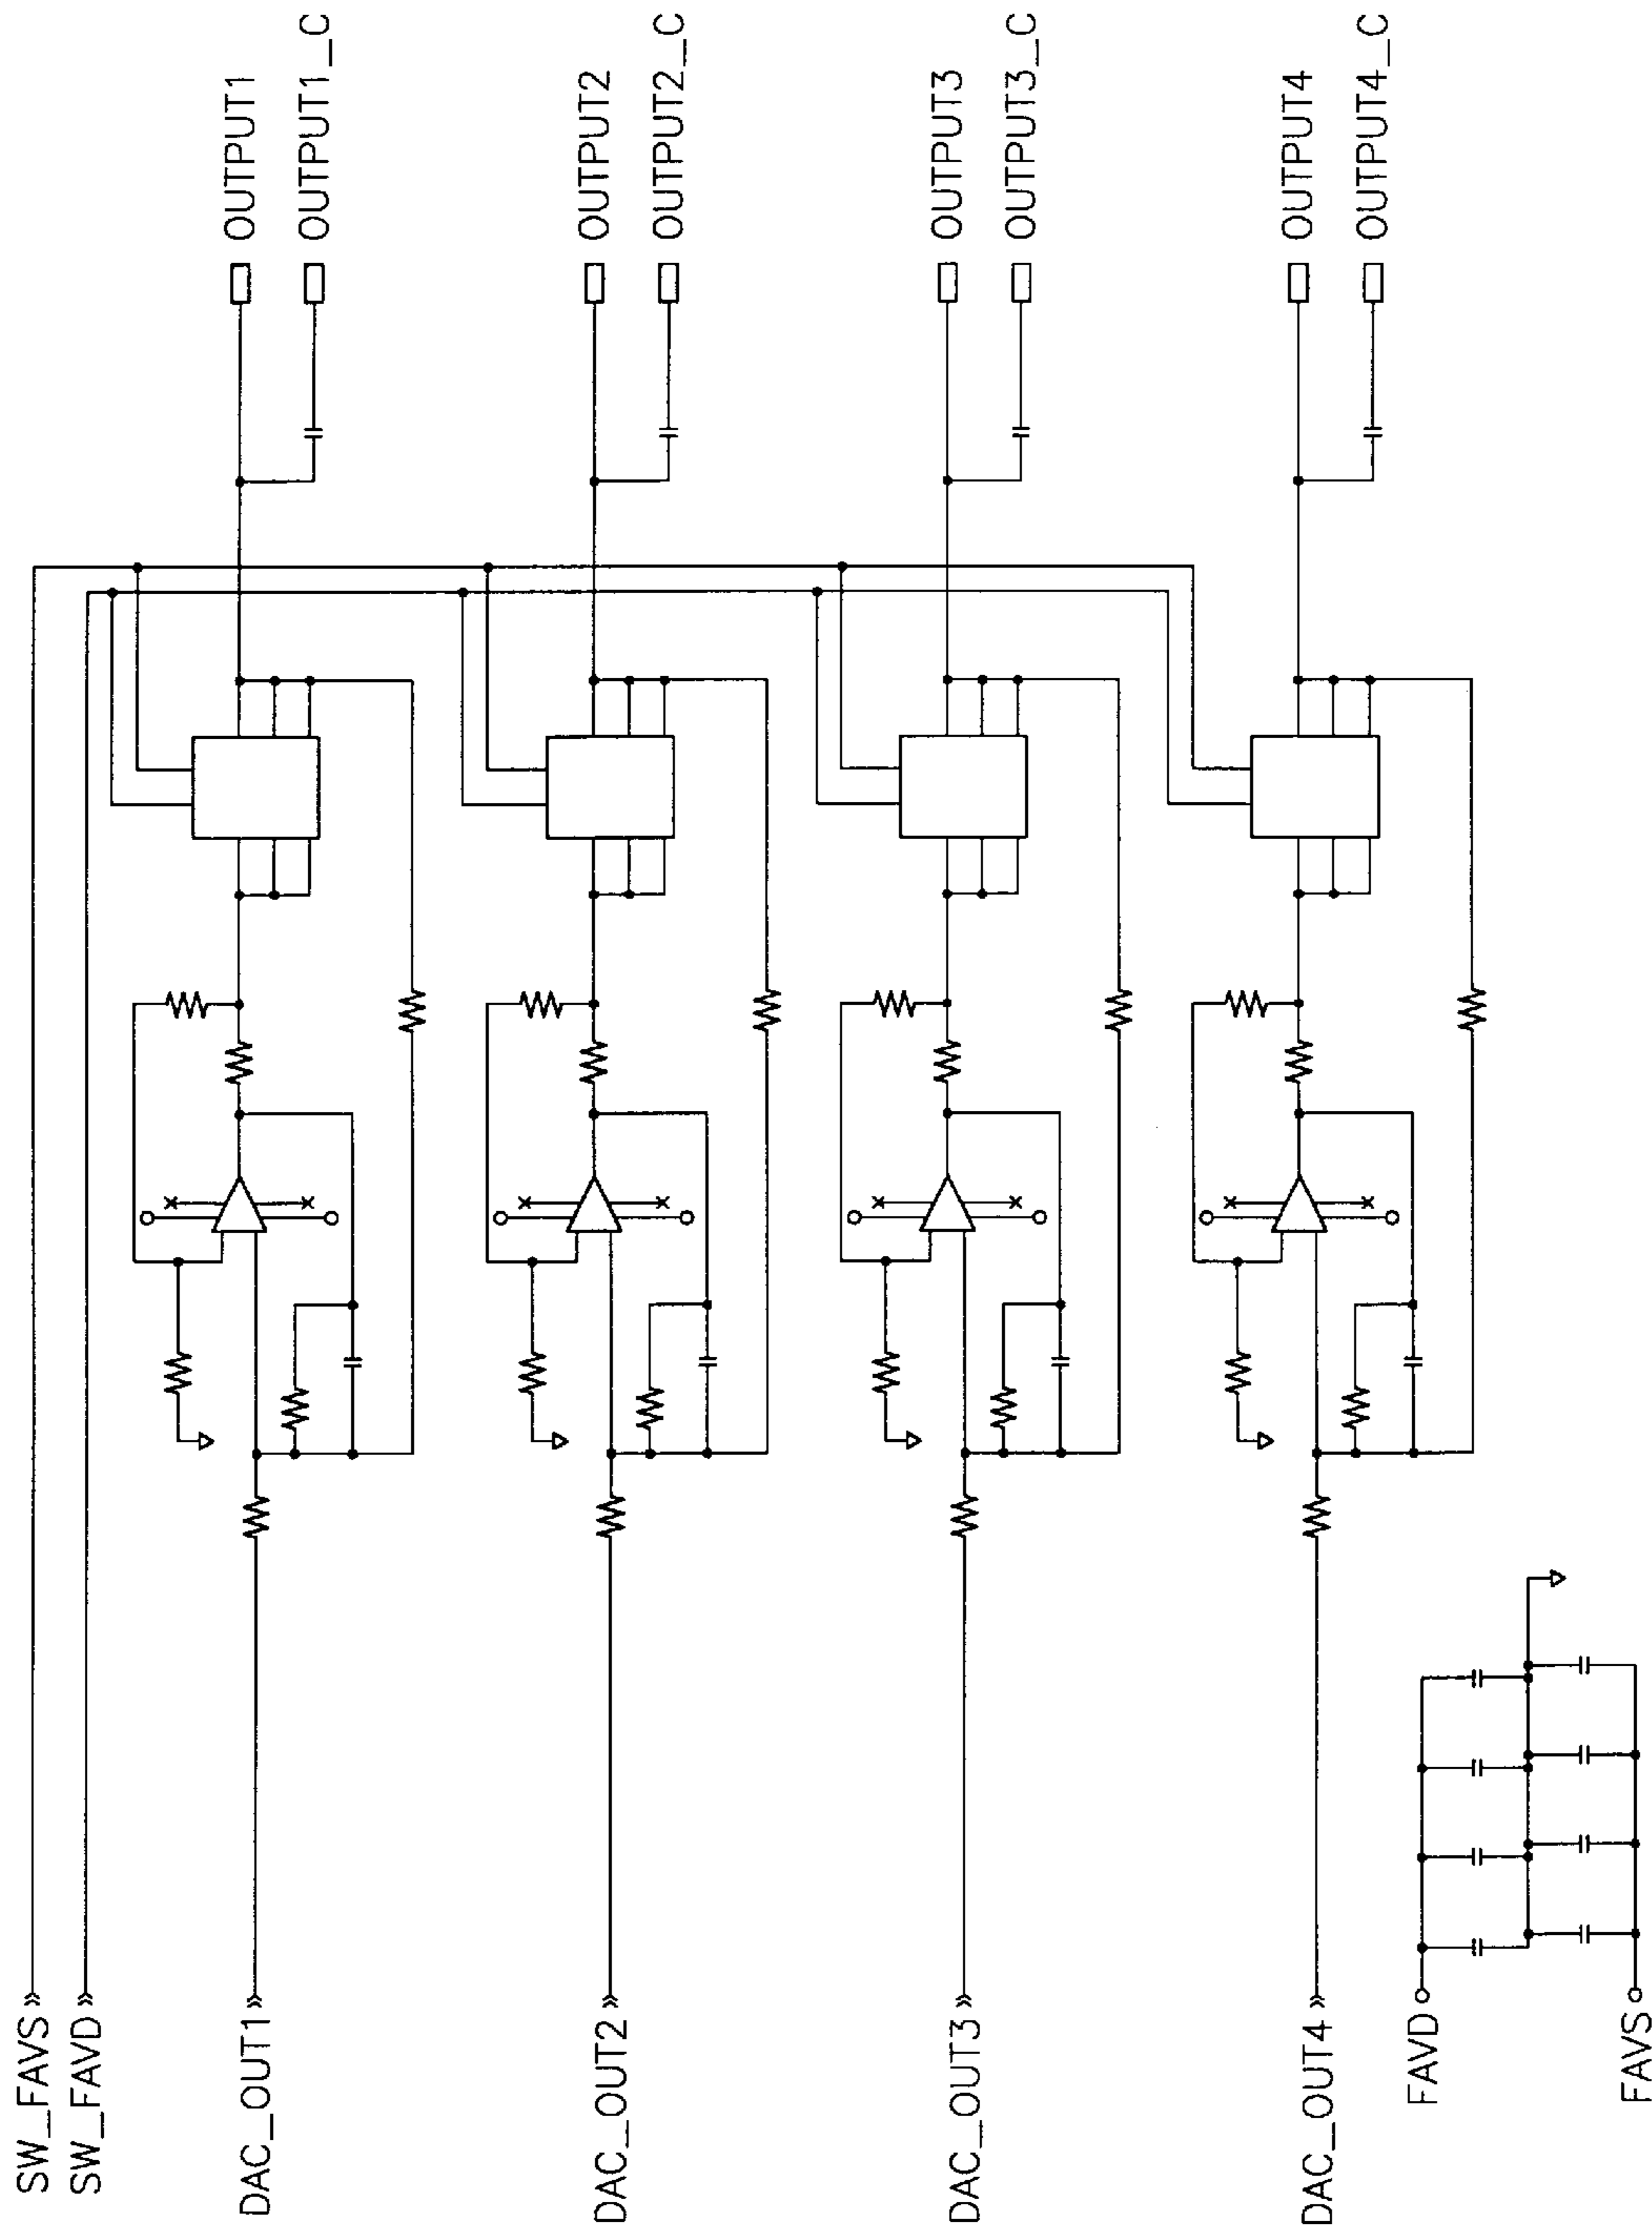 SW_FAVS
SW_FAVD
DAC_OUT1
DAC_OUT2
DAC_OUT3
DAC_OUT4
FAVD
FAVS
OUTPUT1
OUTPUT1_C
OUTPUT2
OUTPUT2_C
OUTPUT3
OUTPUT3_C
OUTPUT4
OUTPUT4_C